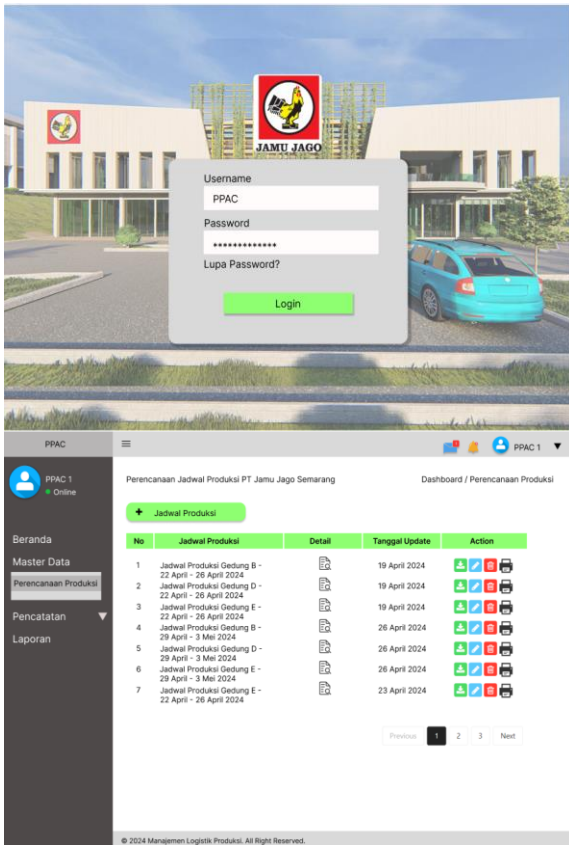 JAMU JAGO
Username
PPAC
Password
*************
Lupa Password?
Login
PPAC
PPAC 1
PPAC 1
Online
Perencanaan Jadwal Produksi PT Jamu Jago Semarang
Dashboard / Perencanaan Produksi
+ Jadwal Produksi
Beranda
Master Data
Perencanaan Produksi
Pencatatan
Laporan
No Jadwal Produksi Detail Tanggal Update Action
1 Jadwal Produksi Gedung B - 19 April 2024
22 April - 26 April 2024
2 Jadwal Produksi Gedung D - 19 April 2024
22 April - 26 April 2024
3 Jadwal Produksi Gedung E - 19 April 2024
22 April - 26 April 2024
4 Jadwal Produksi Gedung B - 26 April 2024
29 April - 3 Mei 2024
5 Jadwal Produksi Gedung D - 26 April 2024
29 April - 3 Mei 2024
6 Jadwal Produksi Gedung E - 26 April 2024
29 April - 3 Mei 2024
7 Jadwal Produksi Gedung E - 23 April 2024
22 April - 26 April 2024
Previous 1 2 3 Next
© 2024 Manajemen Logistik Produksi. All Right Reserved.